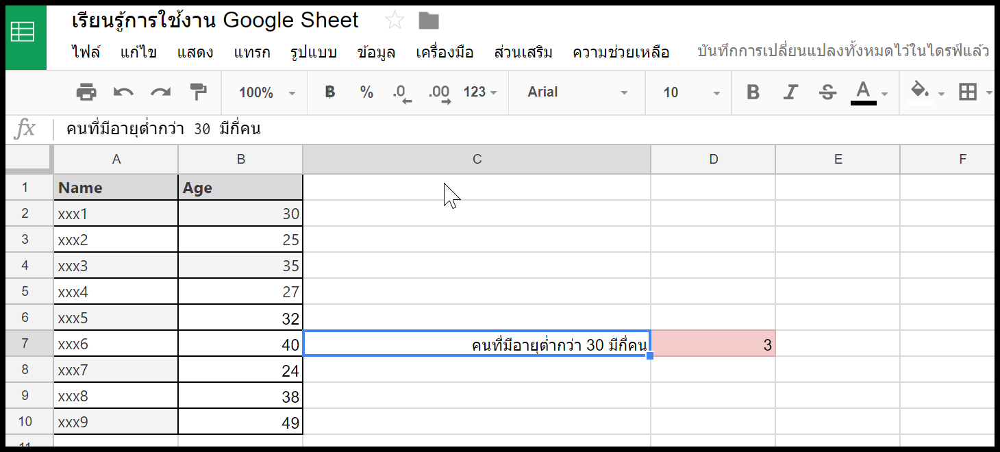 เรียนรู้การใช้งาน Google Sheet
ไฟล์ แก้ไข แสดง แทรก รูปแบบ ข้อมูล เครื่องมือ ส่วนเสริม ความช่วยเหลือ บันทึกการเปลี่ยนแปลงทั้งหมดไว้ในไดรฟ์แล้ว
100% ฿ % .0 .00 123 Arial 10 B I S A
fx คนที่มีอายุต่ำกว่า 30 มีกี่คน
A B C D E F
1 Name Age
2 xxx1 30
3 xxx2 25
4 xxx3 35
5 xxx4 27
6 xxx5 32
7 xxx6 40 คนที่มีอายุต่ำกว่า 30 มีกี่คน 3
8 xxx7 24
9 xxx8 38
10 xxx9 49
11